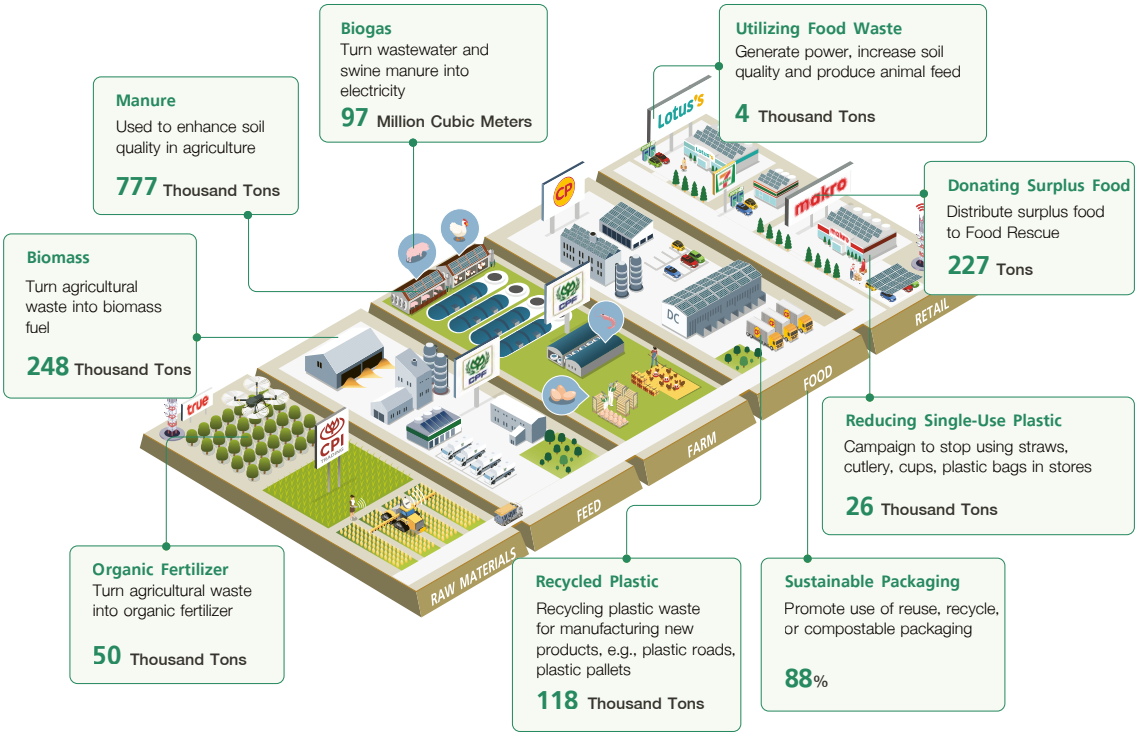 Biogas
Turn wastewater and
swine manure into
electricity
97 Million Cubic Meters
Utilizing Food Waste
Generate power, increase soil
quality and produce animal feed
4 Thousand Tons
Manure
Used to enhance soil
quality in agriculture
777 Thousand Tons
Donating Surplus Food
Distribute surplus food
to Food Rescue
227 Tons
Biomass
Turn agricultural
waste into biomass
fuel
248 Thousand Tons
Reducing Single-Use Plastic
Campaign to stop using straws,
cutlery, cups, plastic bags in stores
26 Thousand Tons
Organic Fertilizer
Turn agricultural waste
into organic fertilizer
50 Thousand Tons
Recycled Plastic
Recycling plastic waste
for manufacturing new
products, e.g., plastic roads,
plastic pallets
118 Thousand Tons
Sustainable Packaging
Promote use of reuse, recycle,
or compostable packaging
88%
RAW MATERIALS
FEED
FARM
FOOD
RETAIL
Lotus's
Lotus's
7
makro
makro
CP
CPF
CPF
DC
true
CPI
TRADING